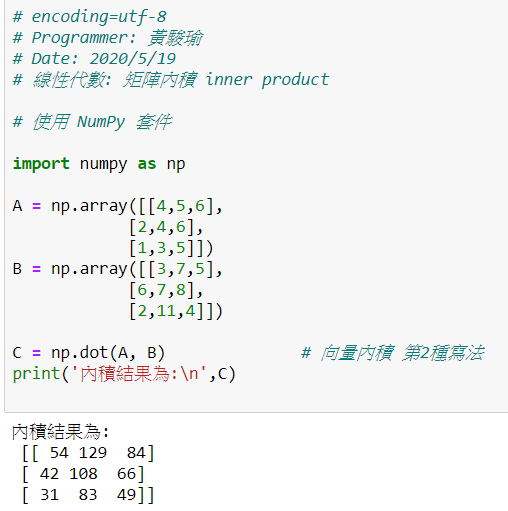 # encoding=utf-8
# Programmer: 黃駿瑜
# Date: 2020/5/19
# 線性代數: 矩陣內積 inner product
# 使用 NumPy 套件
import numpy as np
A = np.array([[4,5,6],
[2,4,6],
[1,3,5]])
B = np.array([[3,7,5],
[6,7,8],
[2,11,4]])
C = np.dot(A, B) # 向量內積 第2種寫法
print('內積結果為:\n',C)
內積結果為:
[[ 54 129 84]
[ 42 108 66]
[ 31 83 49]]